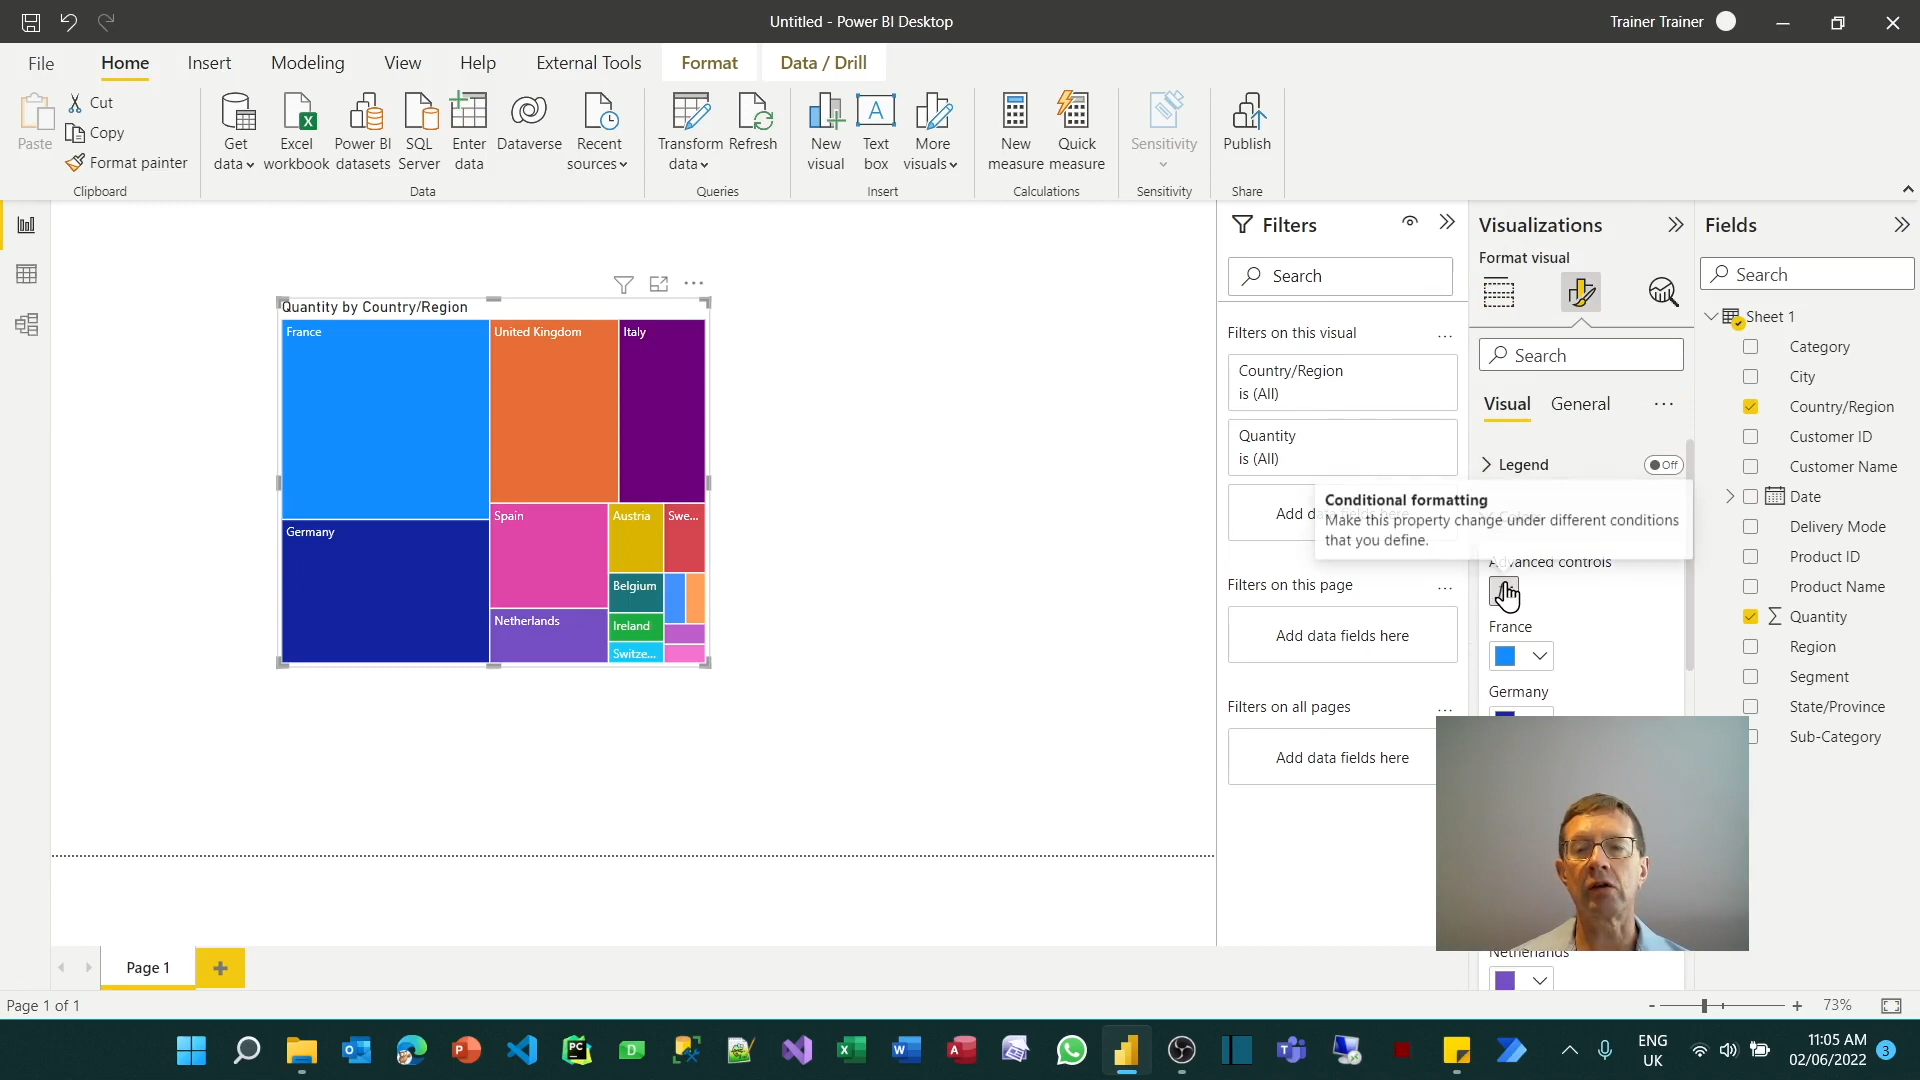 Untitled - Power BI Desktop
Trainer Trainer
File
Home
Insert
Modeling
View
Help
External Tools
Format
Data / Drill
Paste
Cut
Copy
Format painter
Clipboard
Get data
Excel workbook
Power BI datasets
SQL Server
Enter data
Dataverse
Recent sources
Data
Transform data
Refresh
Queries
New visual
Text box
More visuals
Insert
New measure
Quick measure
Calculations
Sensitivity
Sensitivity
Publish
Share
Quantity by Country/Region
France
United Kingdom
Italy
Germany
Spain
Austria
Swe...
Belgium
Netherlands
Ireland
Switze...
Filters
Search
Filters on this visual
...
Country/Region
is (All)
Quantity
is (All)
Add data fields here
Filters on this page
...
Add data fields here
Filters on all pages
...
Add data fields here
Visualizations
Format visual
Search
Visual
General
...
Legend
Off
Conditional formatting
Make this property change under different conditions
that you define.
Advanced controls
France
Germany
Netherlands
Fields
Search
Sheet 1
Category
City
Country/Region
Customer ID
Customer Name
Date
Delivery Mode
Product ID
Product Name
Quantity
Region
Segment
State/Province
Sub-Category
Page 1
Page 1 of 1
- + 73%
ENG
UK
11:05 AM
02/06/2022
3